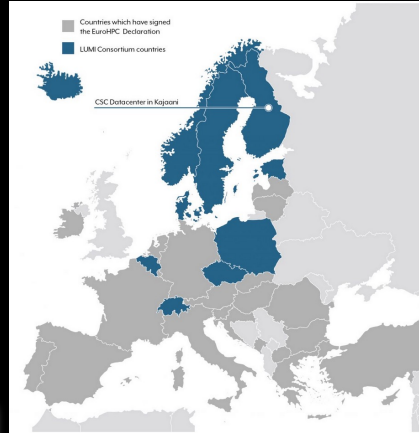 Countries which have signed
the EuroHPC Declaration
LUMI Consortium countries
CSC Datacenter in Kajaani